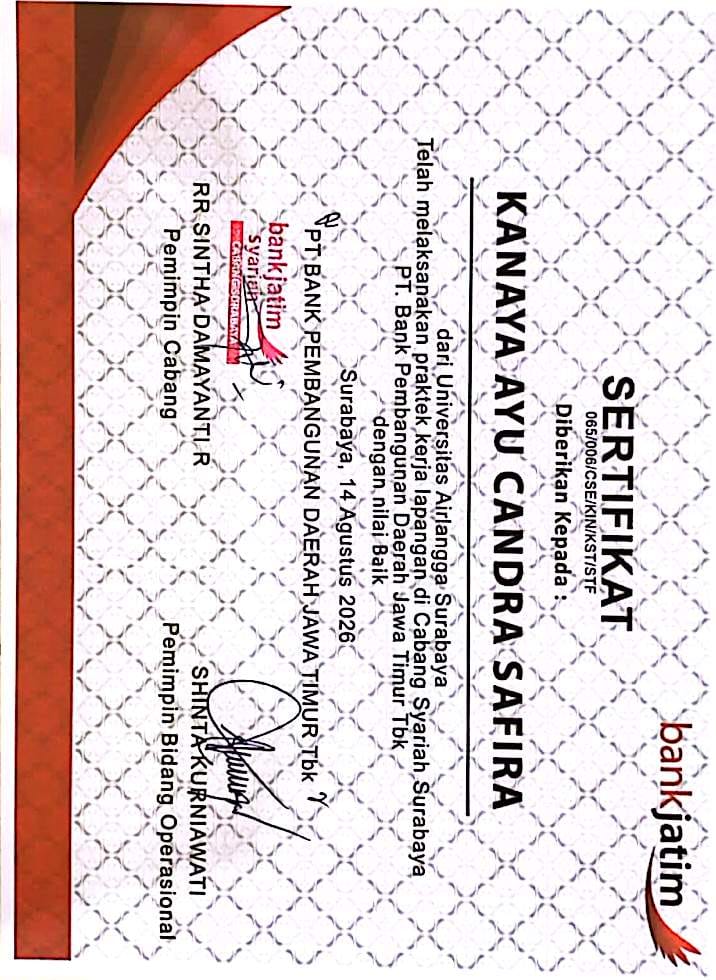 bankjatim
SERTIFIKAT
065/006/CSE/KIN/KST/STF
Diberikan Kepada :
KANAYA AYU CANDRA SAFIRA
dari Universitas Airlangga Surabaya
Telah melaksanakan praktek kerja lapangan di Cabang Syariah Surabaya
PT. Bank Pembangunan Daerah Jawa Timur Tbk
dengan nilai Baik
Surabaya, 14 Agustus 2026
PT BANK PEMBANGUNAN DAERAH JAWA TIMUR Tbk
bankjatim
Syariah
CABANG SURABAYA
RR SINTHA DAMAYANTI R
Pemimpin Cabang
SHINTA KURNIAWATI
Pemimpin Bidang Operasional